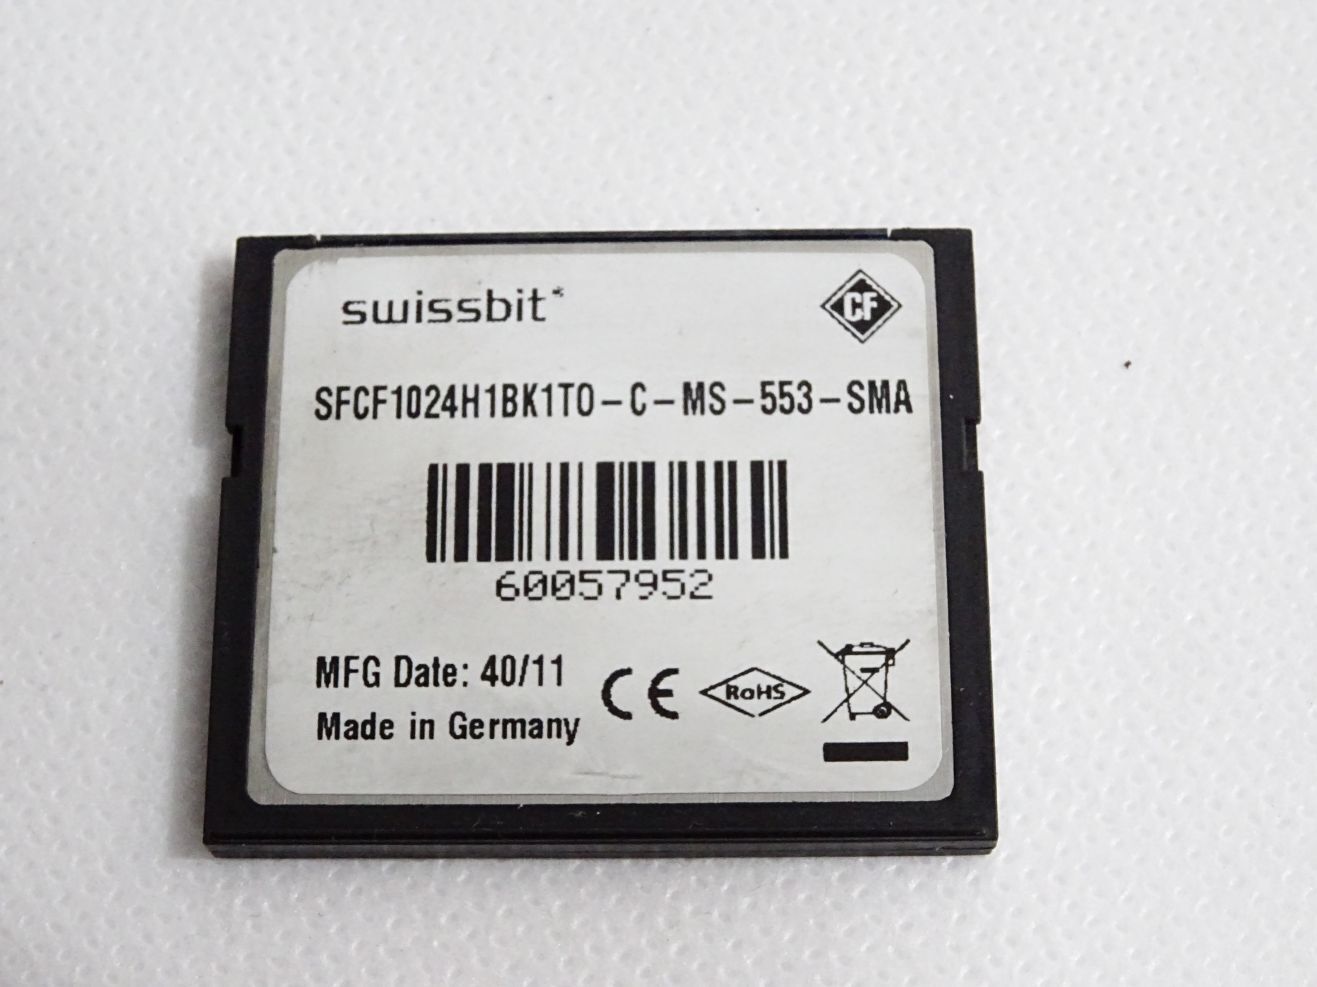 swissbit*
CF
SFCF1024H1BK1TO-C-MS-553-SMA
60057952
MFG Date: 40/11
Made in Germany
CE
RoHS